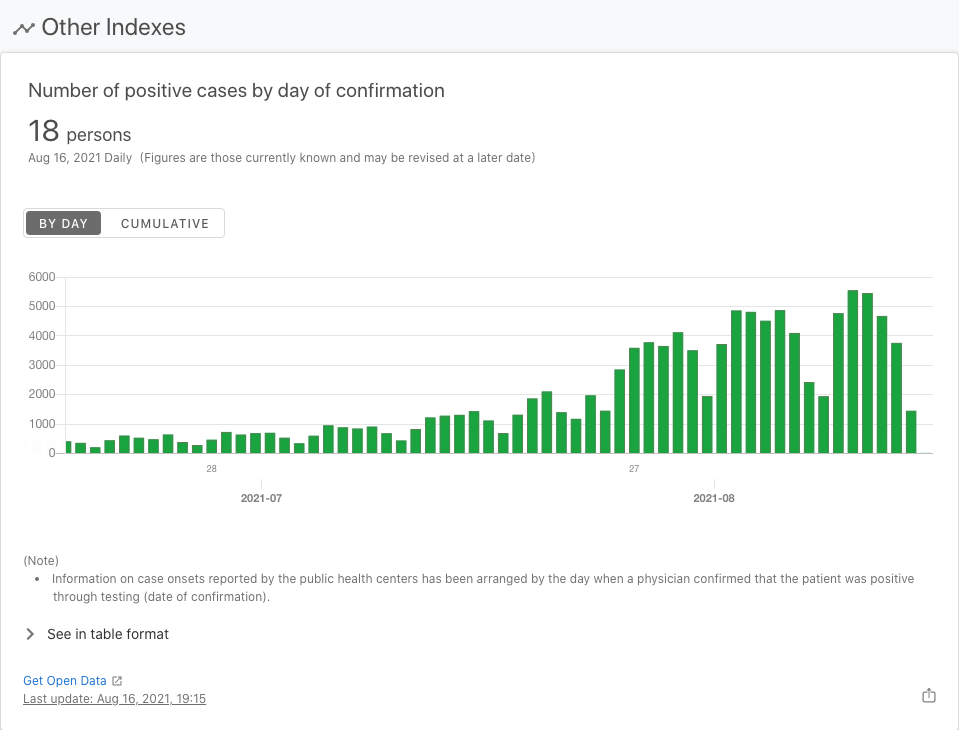 Other Indexes
Number of positive cases by day of confirmation
18 persons
Aug 16, 2021 Daily (Figures are those currently known and may be revised at a later date)
BY DAY CUMULATIVE
6000
5000
4000
3000
2000
1000
0
28 27
2021-07 2021-08
(Note)
• Information on case onsets reported by the public health centers has been arranged by the day when a physician confirmed that the patient was positive
through testing (date of confirmation).
See in table format
Get Open Data
Last update: Aug 16, 2021, 19:15